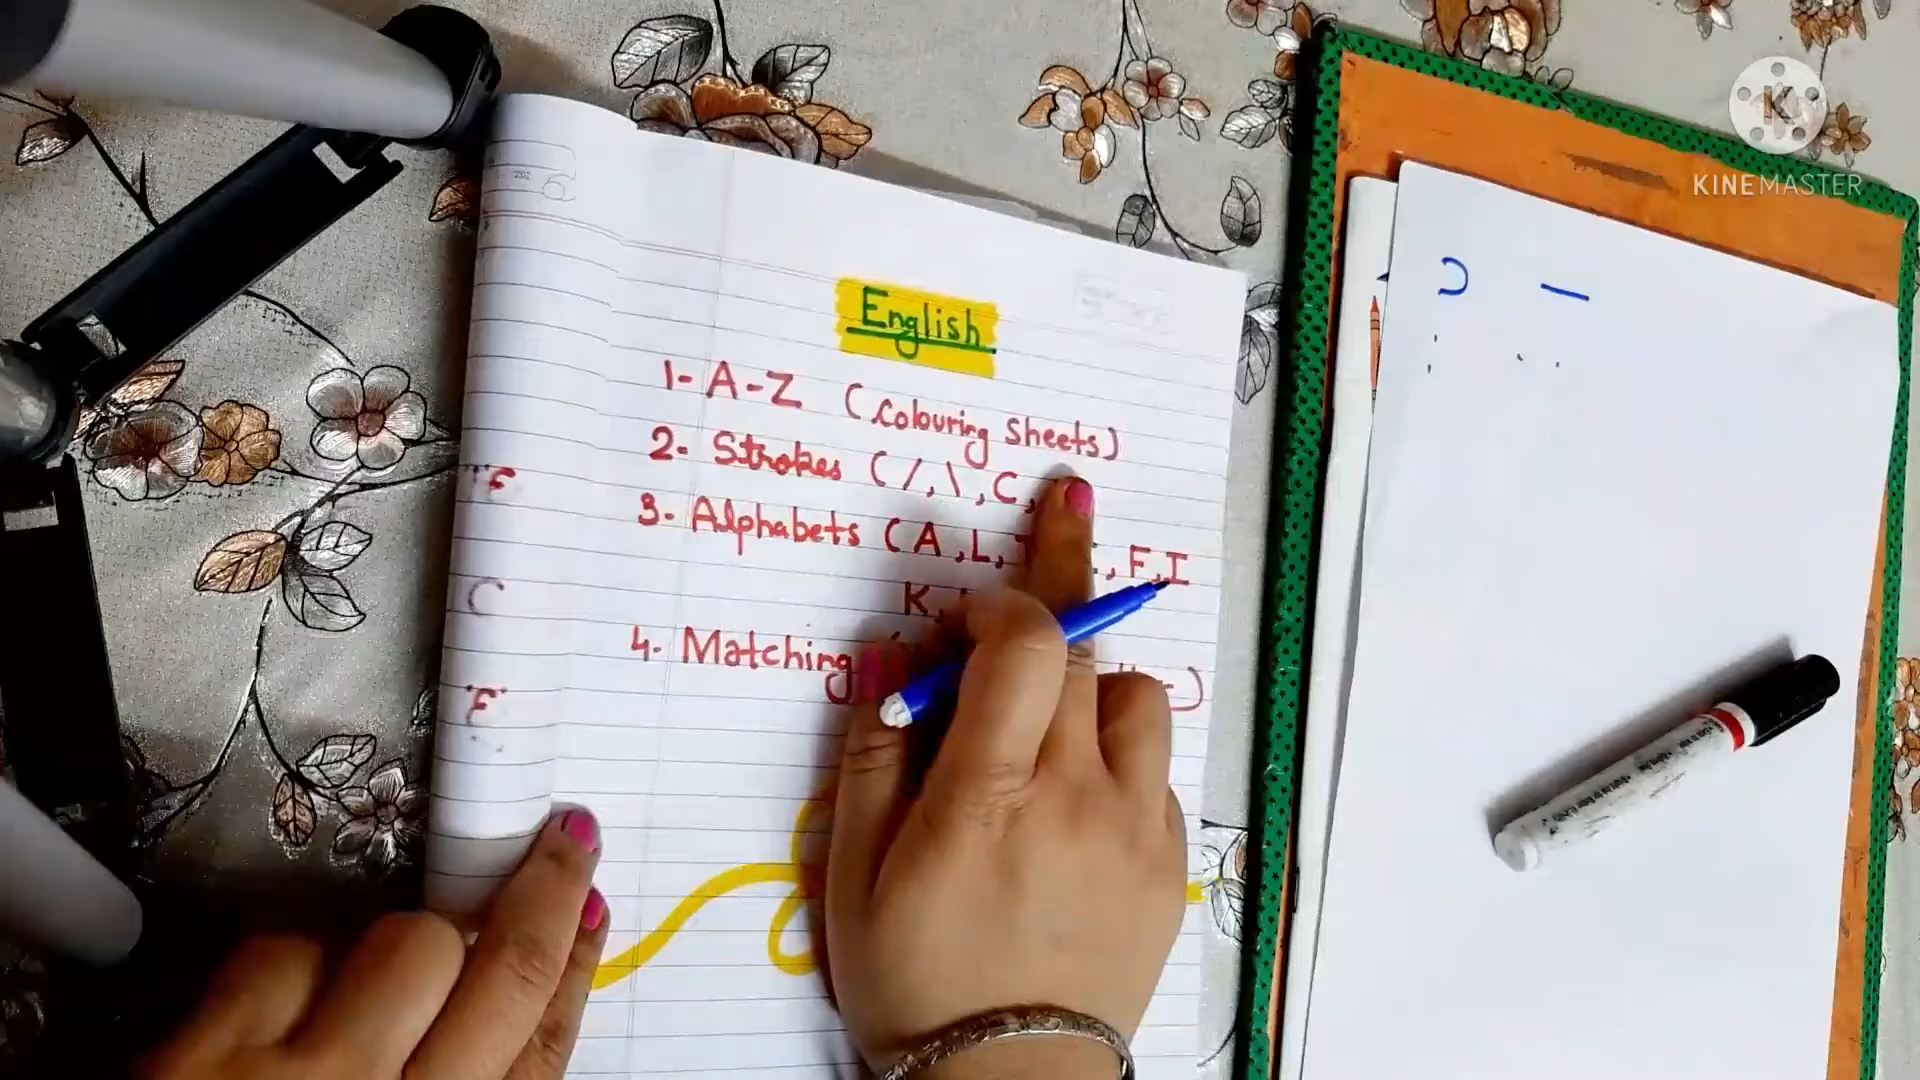 KINEMASTER
English
1- A-Z (Colouring Sheets)
2- Strokes (/, \, C,
3- Alphabets (A, L, , F, I
K,
4- Matching )
F
C
F